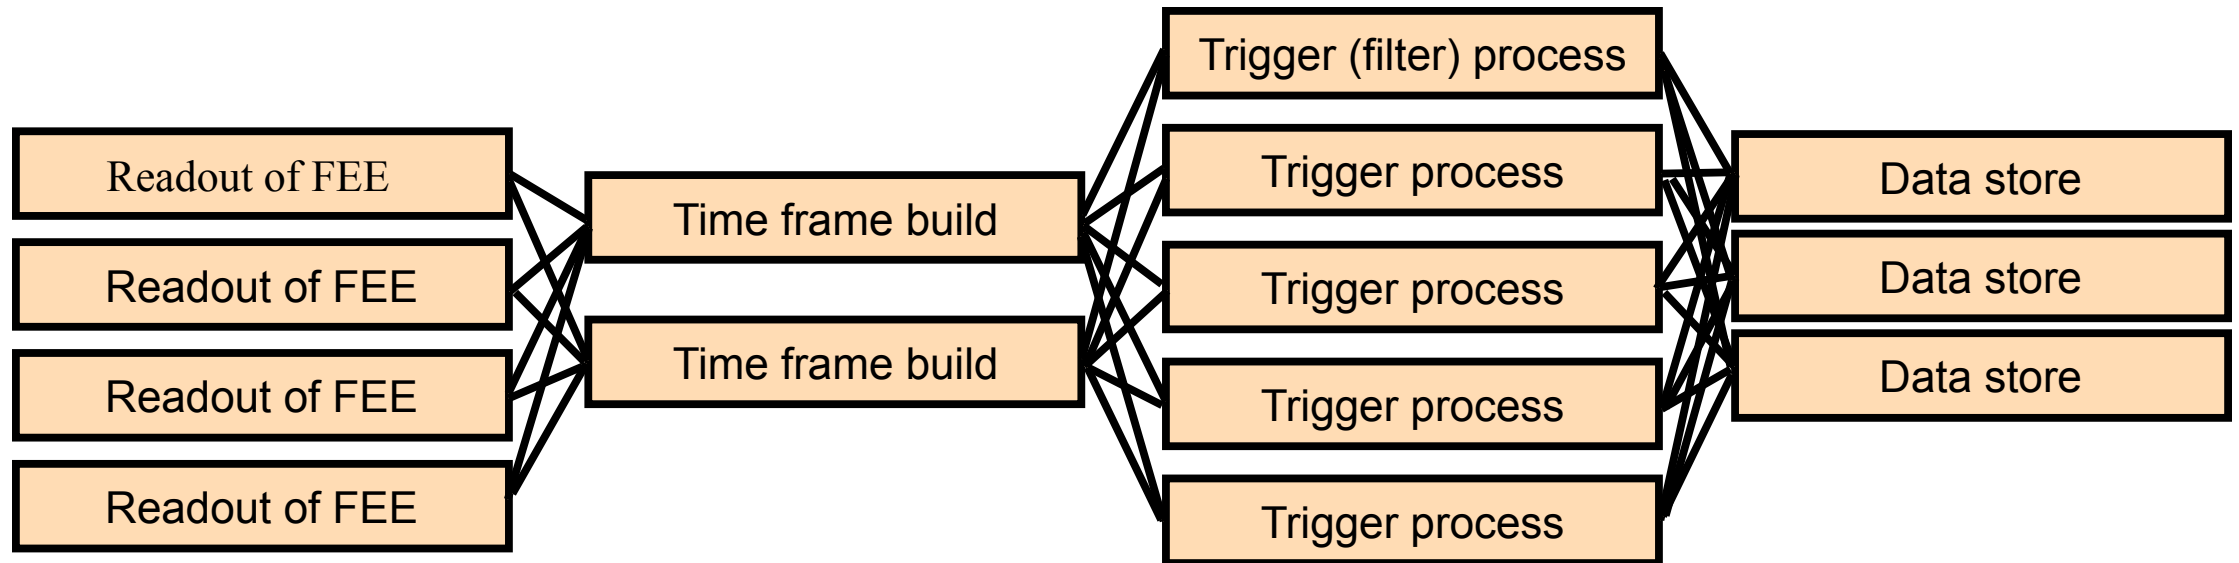 Readout of FEE
Readout of FEE
Readout of FEE
Readout of FEE
Time frame build
Time frame build
Trigger (filter) process
Trigger process
Trigger process
Trigger process
Trigger process
Data store
Data store
Data store